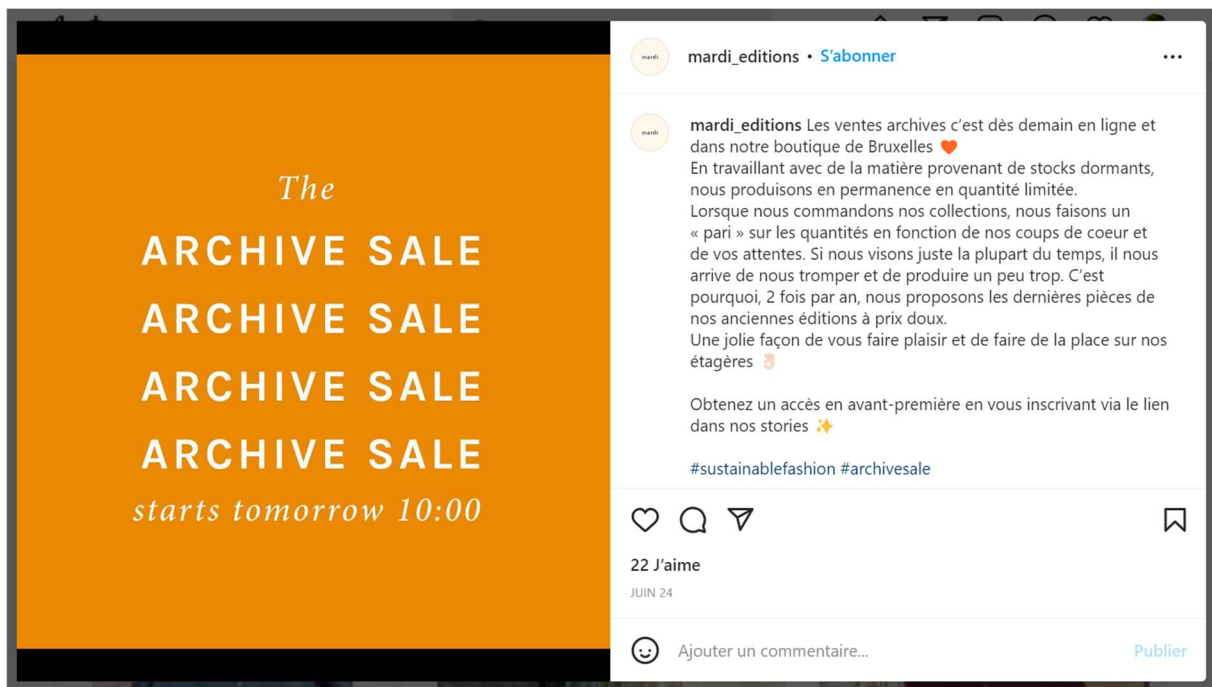 The
ARCHIVE SALE
ARCHIVE SALE
ARCHIVE SALE
ARCHIVE SALE
starts tomorrow 10:00
mardi
mardi_editions • S’abonner
mardi
mardi_editions Les ventes archives c’est dès demain en ligne et
dans notre boutique de Bruxelles 🧡
En travaillant avec de la matière provenant de stocks dormants,
nous produisons en permanence en quantité limitée.
Lorsque nous commandons nos collections, nous faisons un
« pari » sur les quantités en fonction de nos coups de coeur et
de vos attentes. Si nous visons juste la plupart du temps, il nous
arrive de nous tromper et de produire un peu trop. C’est
pourquoi, 2 fois par an, nous proposons les dernières pièces de
nos anciennes éditions à prix doux.
Une jolie façon de vous faire plaisir et de faire de la place sur nos
étagères 👌🏻
Obtenez un accès en avant-première en vous inscrivant via le lien
dans nos stories ✨
#sustainablefashion #archivesale
22 J’aime
JUIN 24
Ajouter un commentaire... Publier